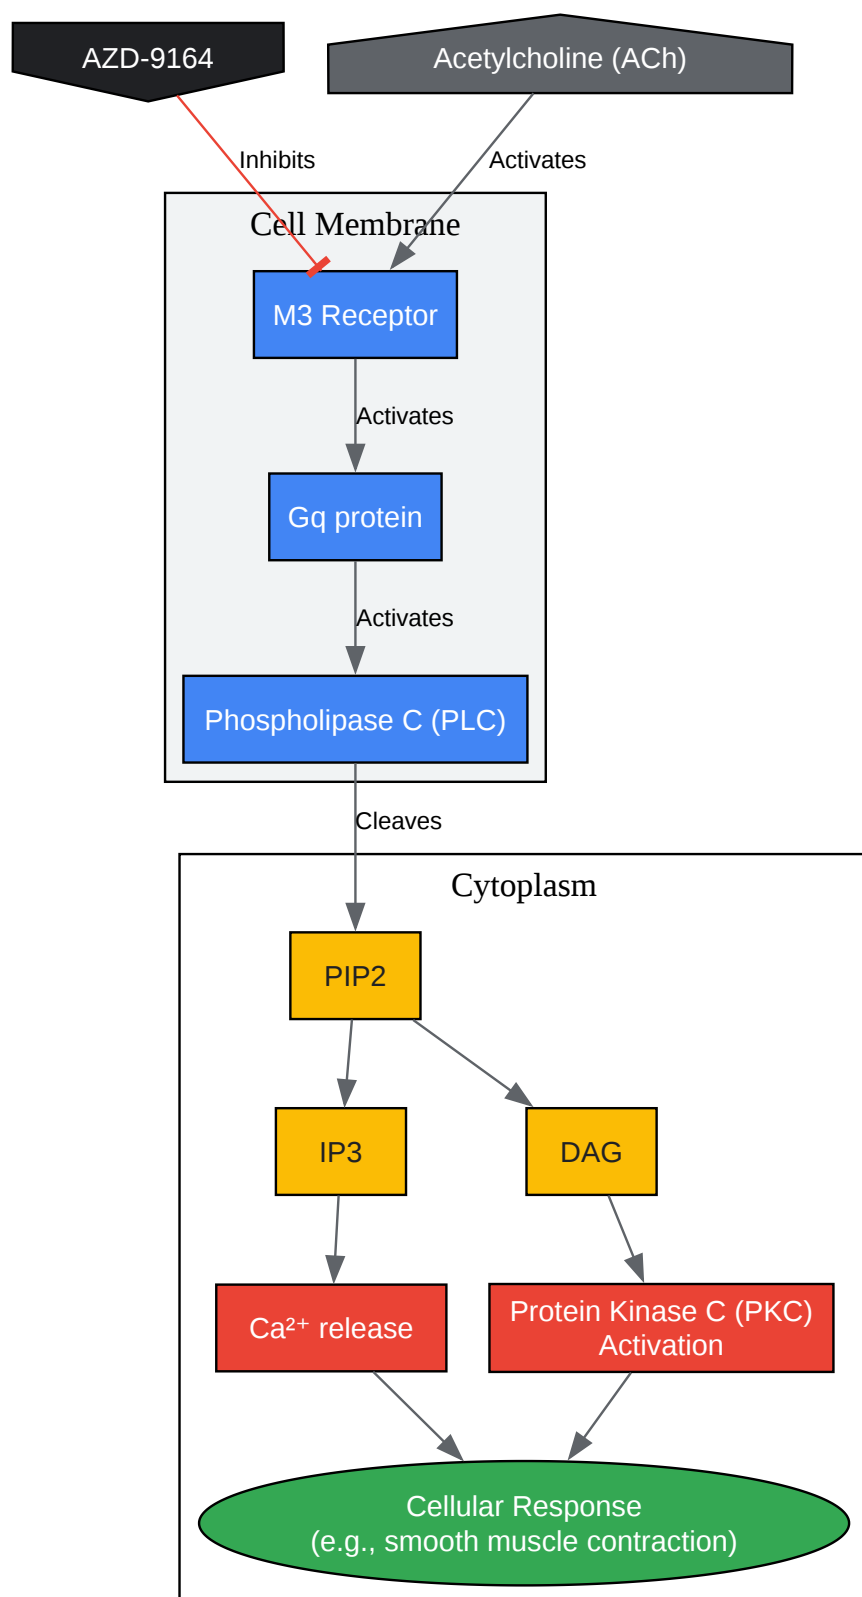 AZD-9164
Acetylcholine (ACh)
Inhibits
Activates
Cell Membrane
M3 Receptor
Activates
Gq protein
Activates
Phospholipase C (PLC)
Cleaves
Cytoplasm
PIP2
IP3
DAG
Ca²⁺ release
Protein Kinase C (PKC)
Activation
Cellular Response
(e.g., smooth muscle contraction)